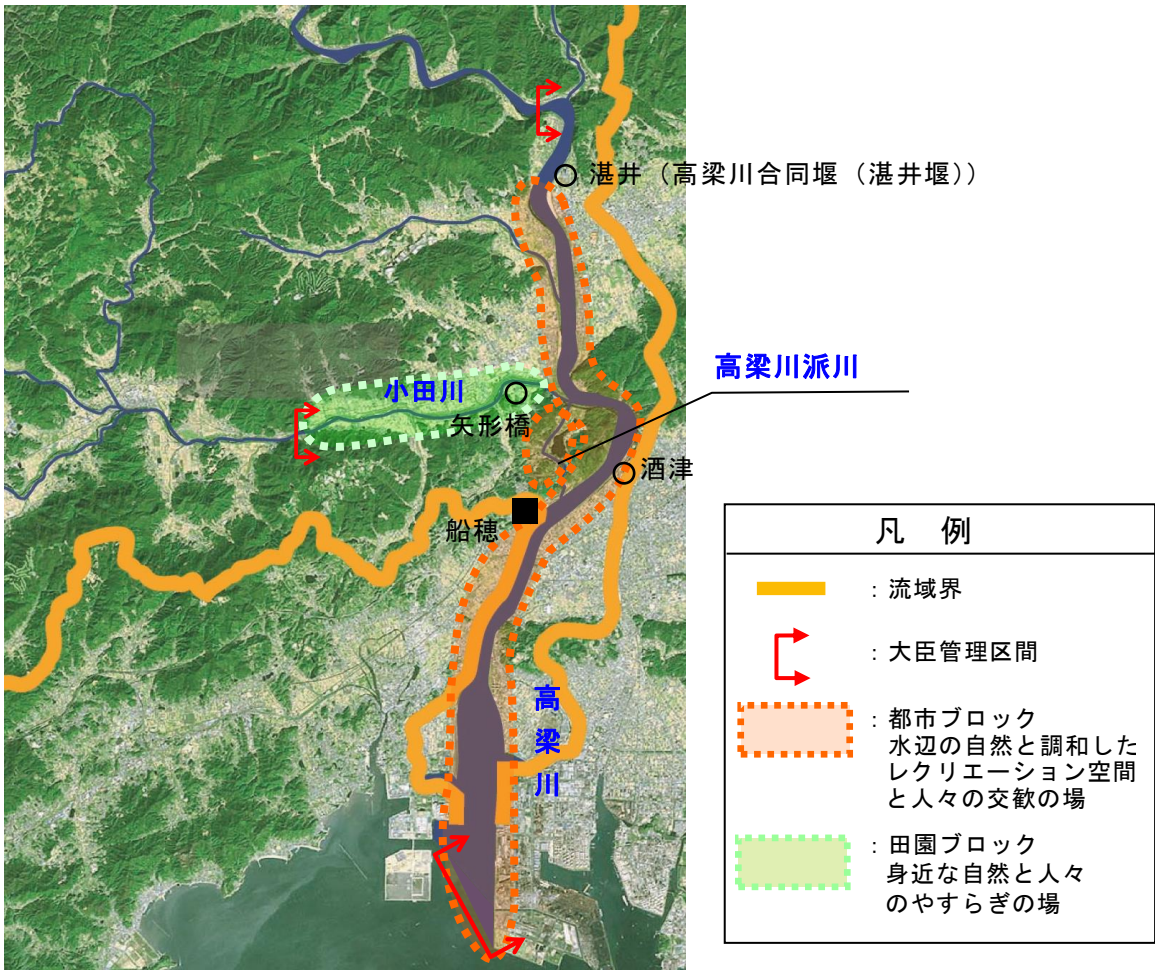 湛井（高梁川合同堰（湛井堰））
高梁川派川
小田川
矢形橋
酒津
船穂
高梁川
凡 例
：流域界
：大臣管理区間
：都市ブロック
水辺の自然と調和した
レクリエーション空間
と人々の交歓の場
：田園ブロック
身近な自然と人々
のやすらぎの場